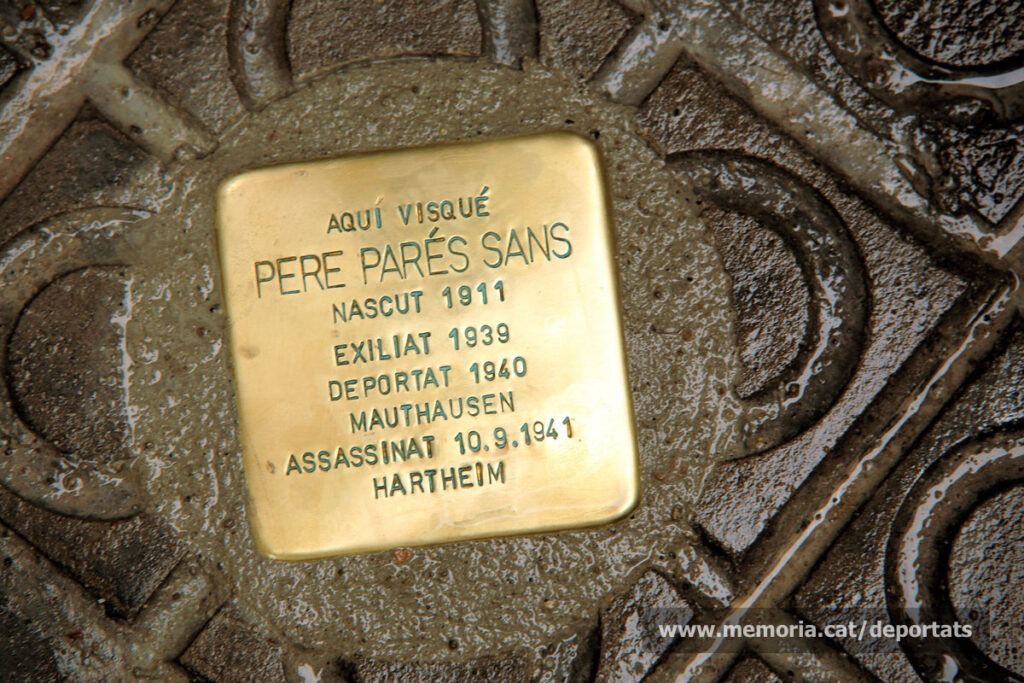 AQUÍ VISQUÉ
PERE PARÉS SANS
NASCUT 1911
EXILIAT 1939
DEPORTAT 1940
MAUTHAUSEN
ASSASSINAT 10.9.1941
HARTHEIM
www.memoria.cat/deportats